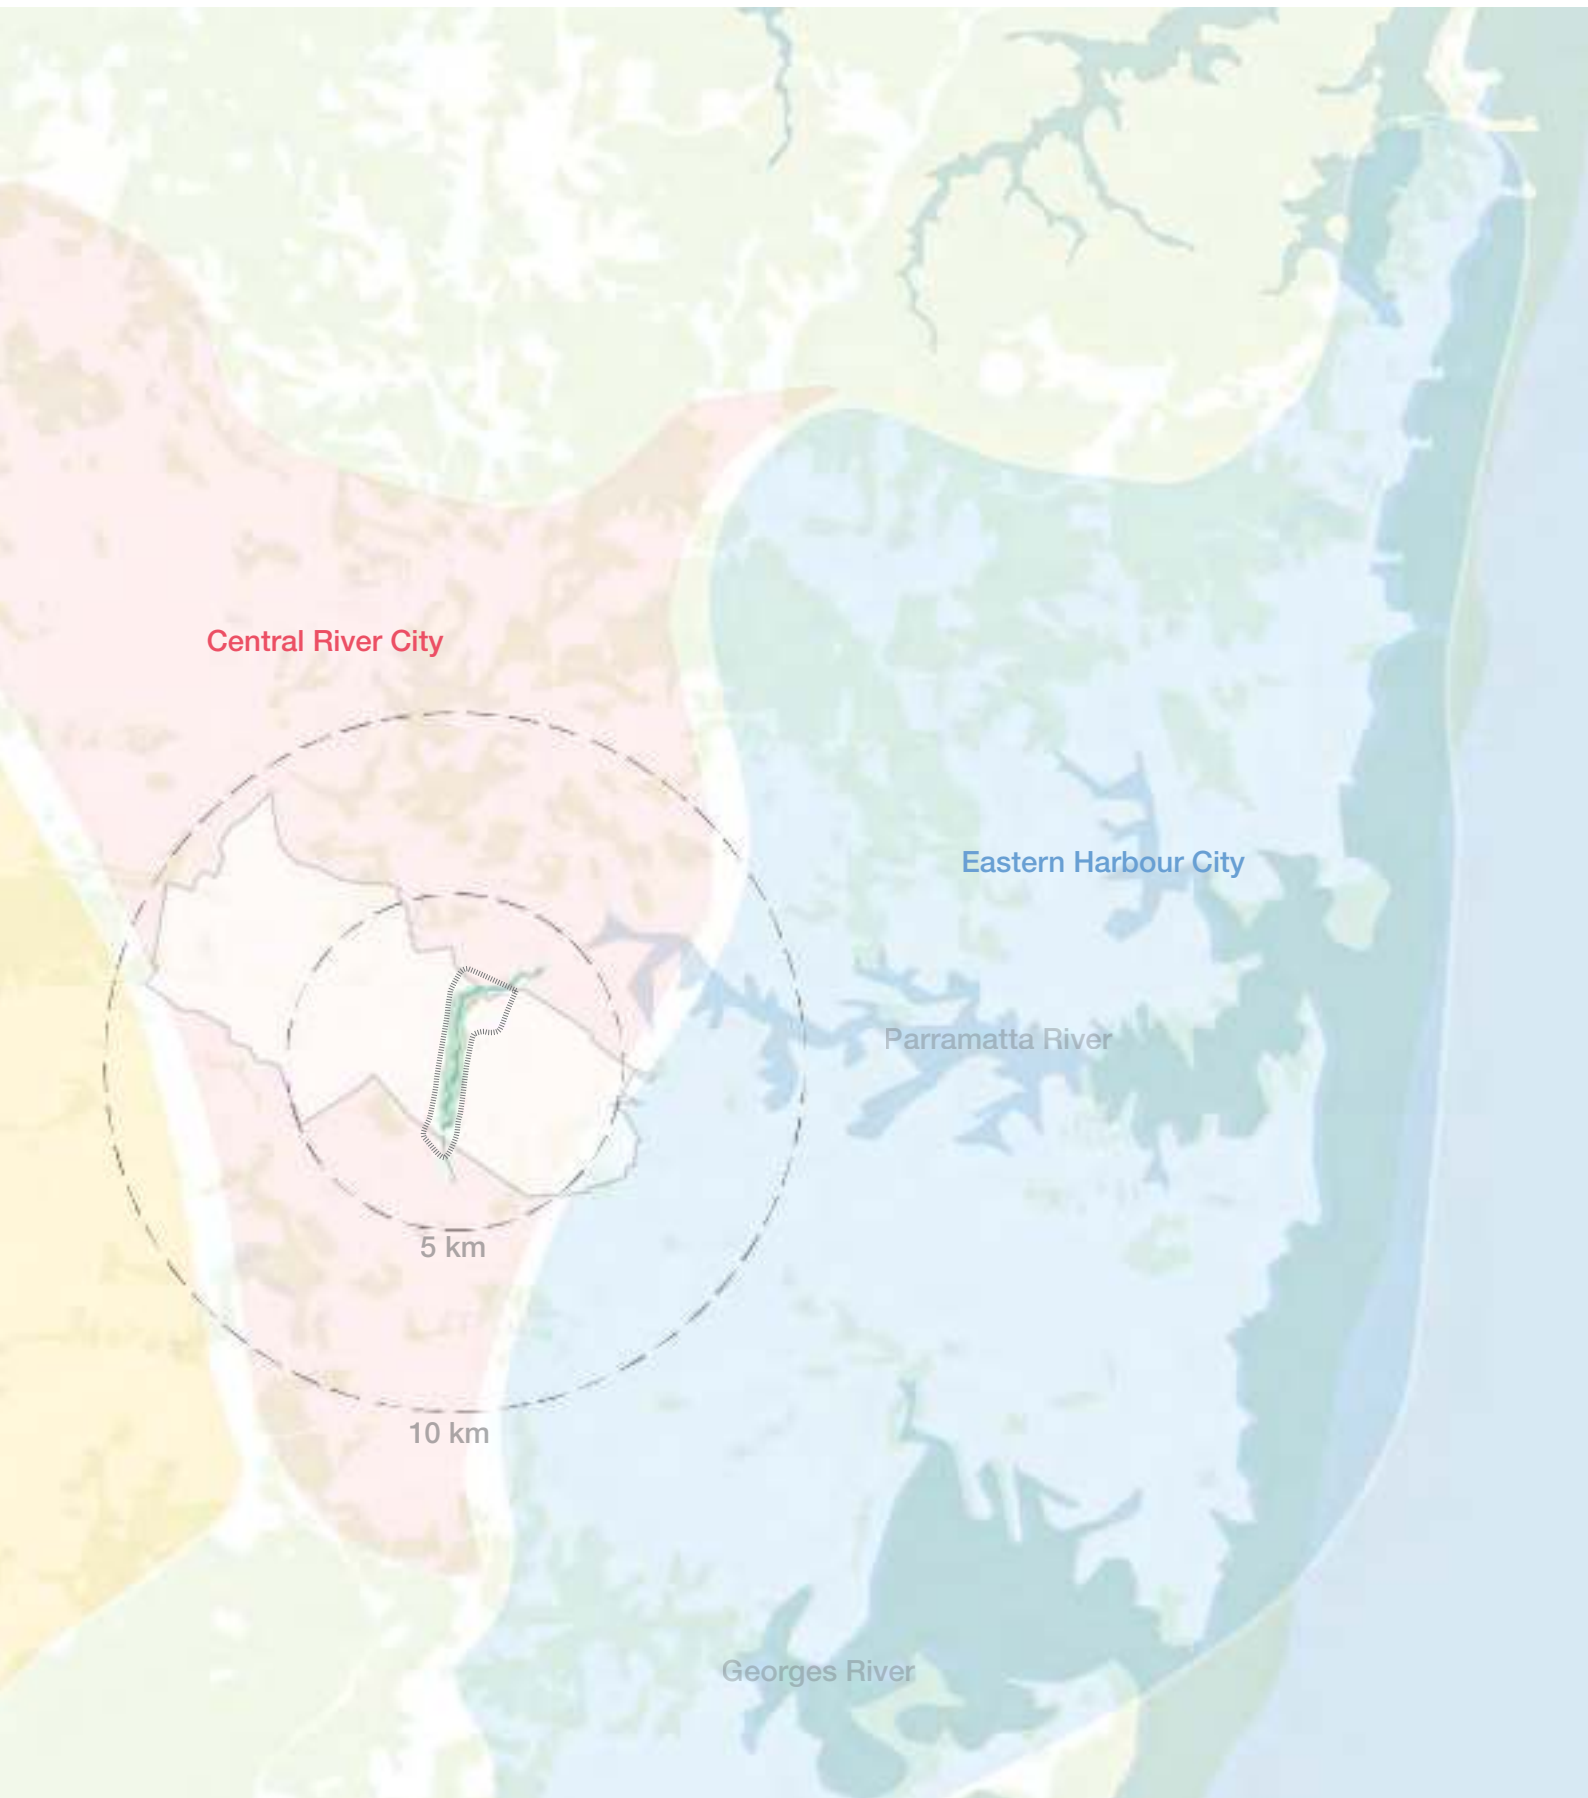 Central River City
Eastern Harbour City
Parramatta River
5 km
10 km
Georges River